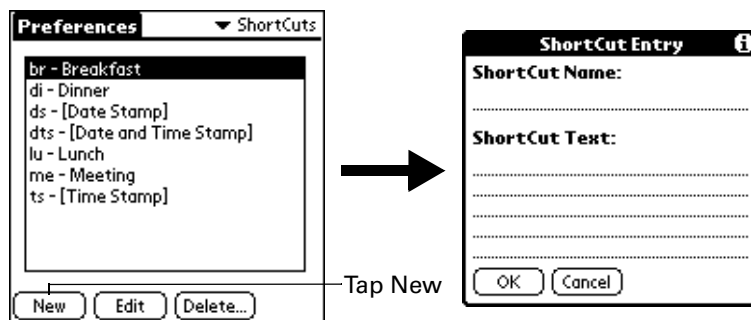 Preferences ▼ ShortCuts
br - Breakfast
di - Dinner
ds - [Date Stamp]
dts - [Date and Time Stamp]
lu - Lunch
me - Meeting
ts - [Time Stamp]
New Edit Delete...
Tap New
ShortCut Entry i
ShortCut Name:
ShortCut Text:
OK Cancel